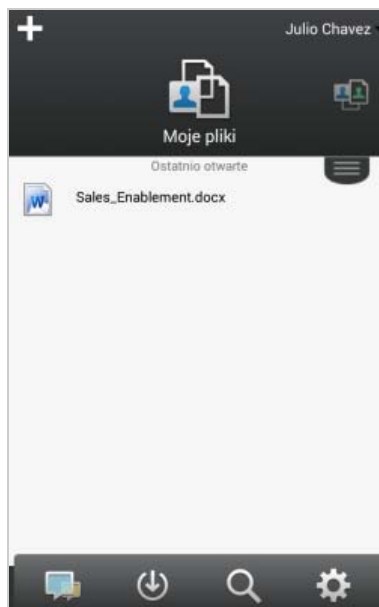 Julio Chavez
Moje pliki
Ostatnio otwarte
Sales_Enablement.docx